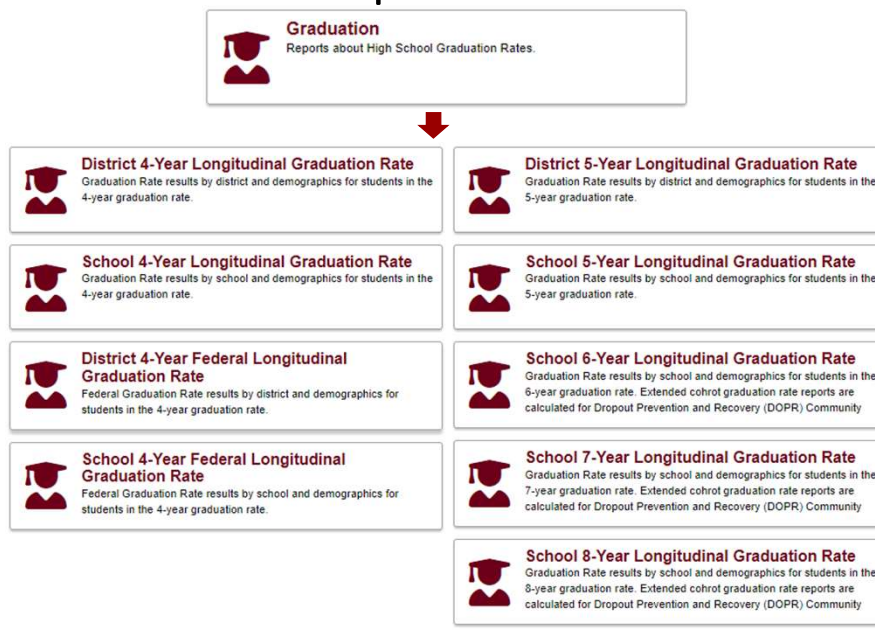 Graduation
Reports about High School Graduation Rates.
District 4-Year Longitudinal Graduation Rate
Graduation Rate results by district and demographics for students in the
4-year graduation rate.
School 4-Year Longitudinal Graduation Rate
Graduation Rate results by school and demographics for students in the
4-year graduation rate.
District 4-Year Federal Longitudinal
Graduation Rate
Federal Graduation Rate results by district and demographics for
students in the 4-year graduation rate.
School 4-Year Federal Longitudinal
Graduation Rate
Federal Graduation Rate results by school and demographics for
students in the 4-year graduation rate.
District 5-Year Longitudinal Graduation Rate
Graduation Rate results by district and demographics for students in the
5-year graduation rate.
School 5-Year Longitudinal Graduation Rate
Graduation Rate results by school and demographics for students in the
5-year graduation rate.
School 6-Year Longitudinal Graduation Rate
Graduation Rate results by school and demographics for students in the
6-year graduation rate. Extended cohrot graduation rate reports are
calculated for Dropout Prevention and Recovery (DOPR) Community
School 7-Year Longitudinal Graduation Rate
Graduation Rate results by school and demographics for students in the
7-year graduation rate. Extended cohrot graduation rate reports are
calculated for Dropout Prevention and Recovery (DOPR) Community
School 8-Year Longitudinal Graduation Rate
Graduation Rate results by school and demographics for students in the
8-year graduation rate. Extended cohrot graduation rate reports are
calculated for Dropout Prevention and Recovery (DOPR) Community